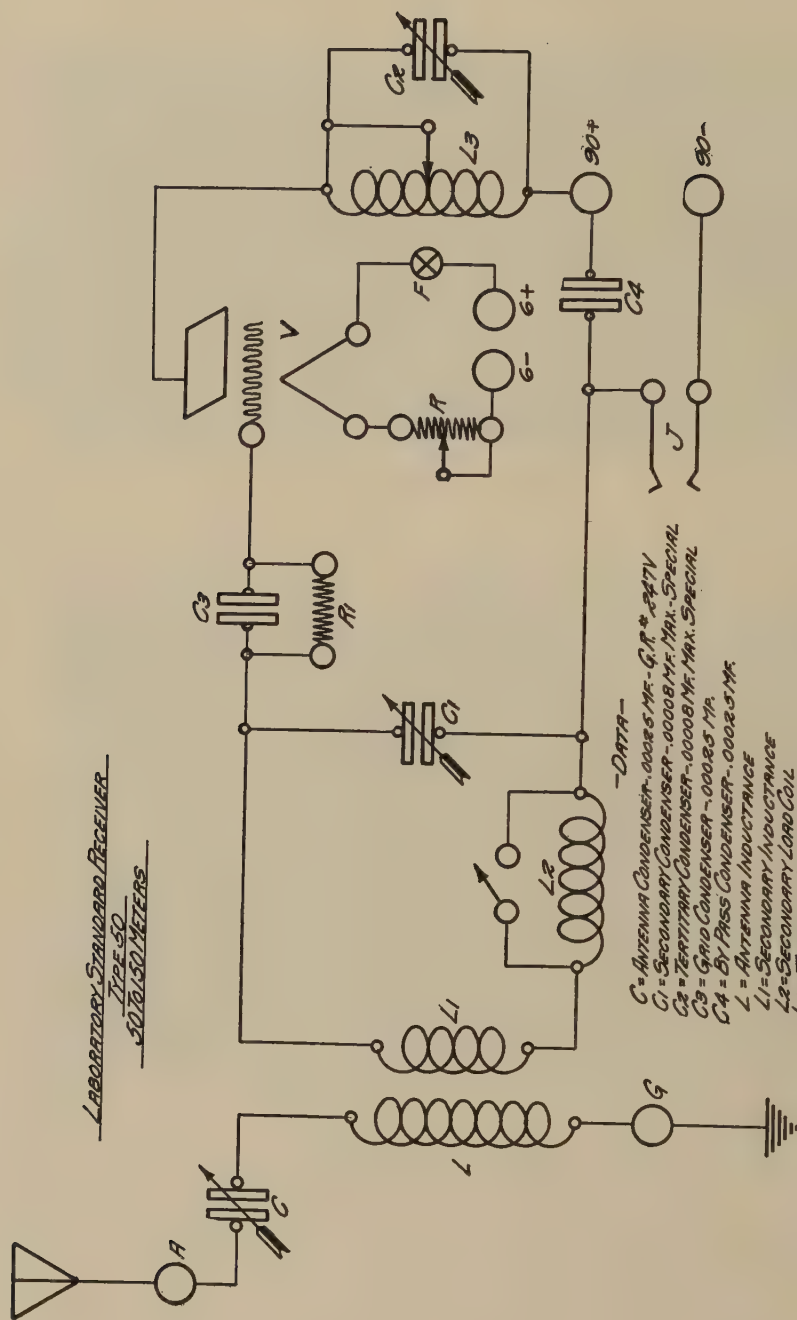 LABORATORY STANDARD RECEIVER
TYPE 50
50 TO 150 METERS
A
C
L
G
L1
L2
C1
C3
R1
V
R
F
6-
6+
L3
C2
C4
J
90+
90-
-DATA-
C = ANTENNA CONDENSER-.00025 MF.-G.R.# 247V
C1 = SECONDARY CONDENSER-.00008 MF. MAX.-SPECIAL
C2 = TERTITARY CONDENSER-.00008 MF. MAX. SPECIAL
C3 = GRID CONDENSER-.00025 MF.
C4 = BY PASS CONDENSER-.00025 MF.
L = ANTENNA INDUCTANCE
L1 = SECONDARY INDUCTANCE
L2 = SECONDARY LOAD COIL